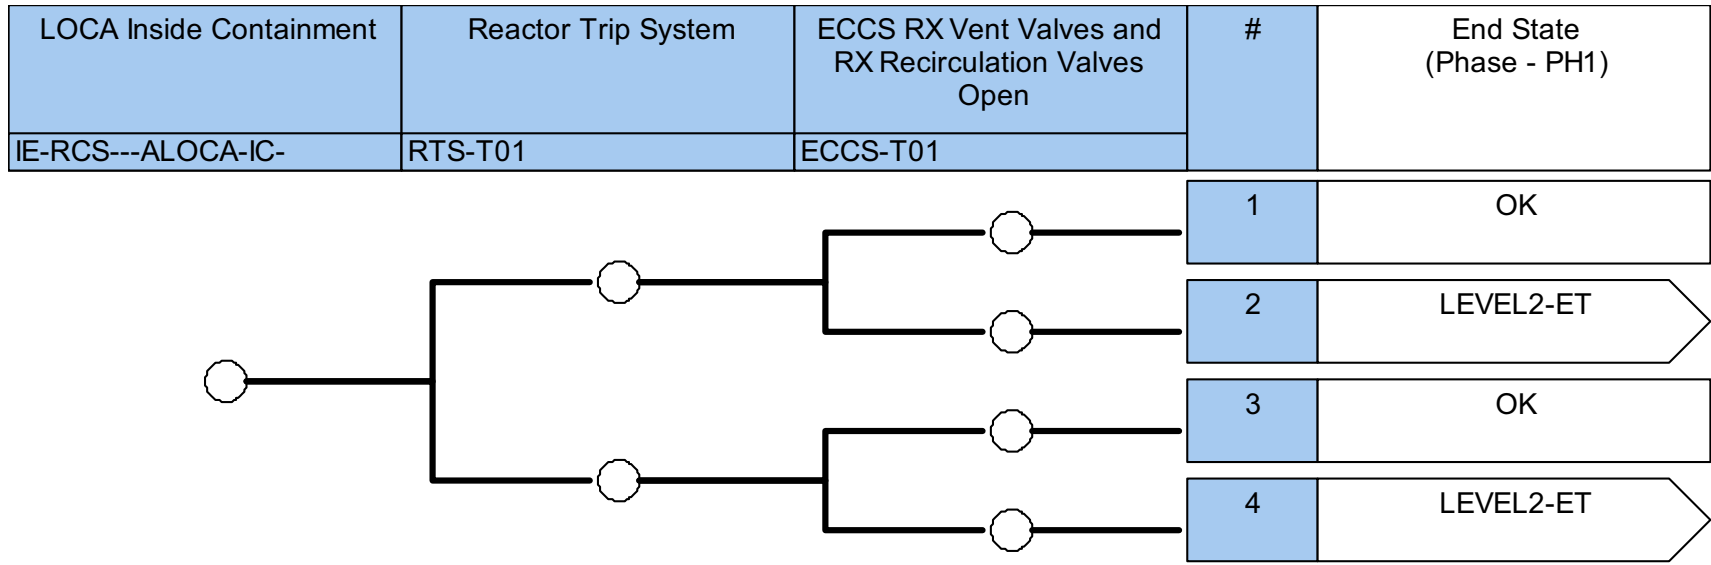 LOCA Inside Containment
Reactor Trip System
ECCS RX Vent Valves and
RX Recirculation Valves
Open
#
End State
(Phase - PH1)
IE-RCS---ALOCA-IC-
RTS-T01
ECCS-T01
1
OK
2
LEVEL2-ET
3
OK
4
LEVEL2-ET